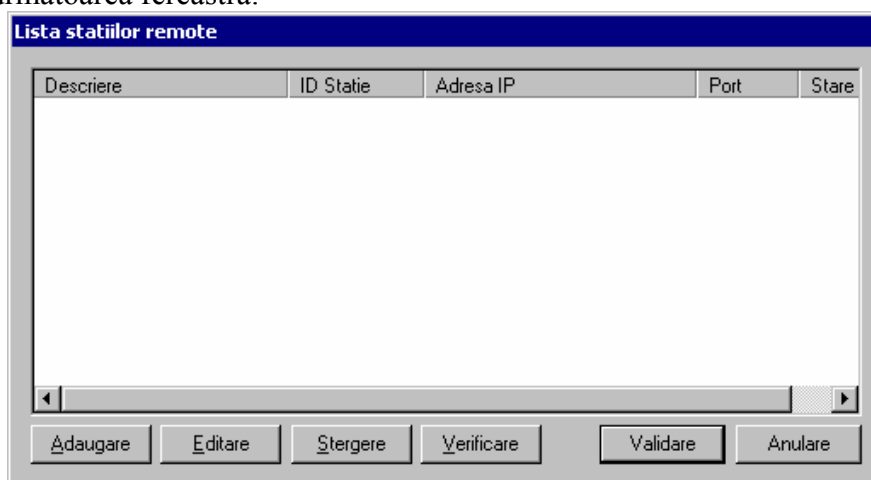 Lista statiilor remote
Descriere ID Statie Adresa IP Port Stare
Adaugare Editare Stergere Verificare Validare Anulare